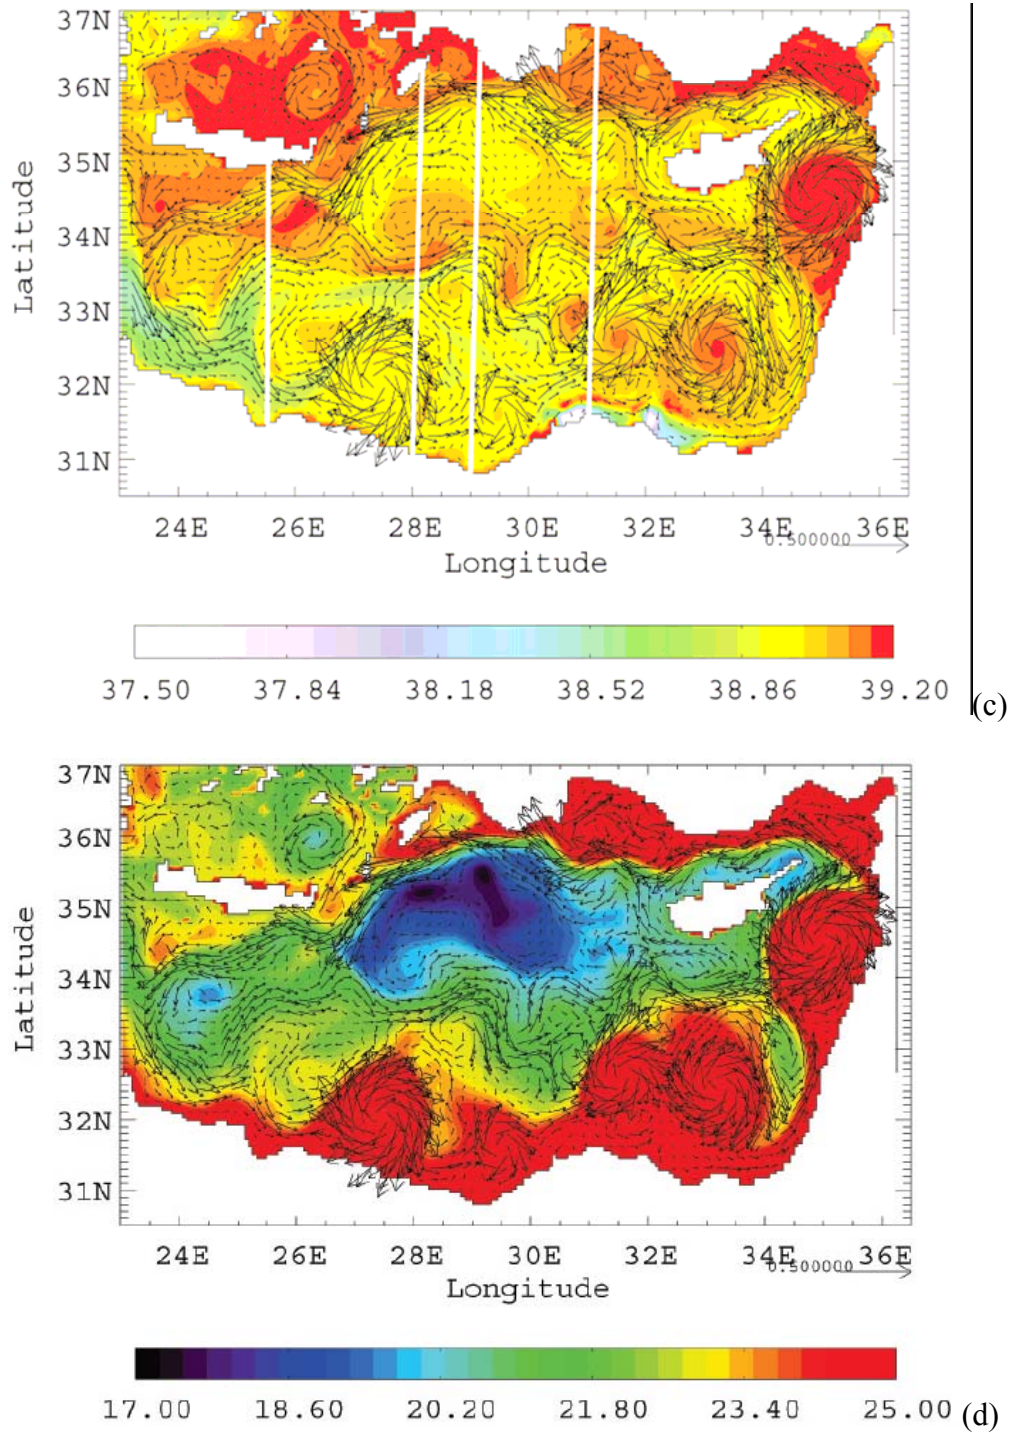 37N
36N
35N
34N
33N
32N
31N
Latitude
24E 26E 28E 30E 32E 34E 36E
0.500000
Longitude
37.50 37.84 38.18 38.52 38.86 39.20
(c)
37N
36N
35N
34N
33N
32N
31N
Latitude
24E 26E 28E 30E 32E 34E 36E
0.500000
Longitude
17.00 18.60 20.20 21.80 23.40 25.00
(d)